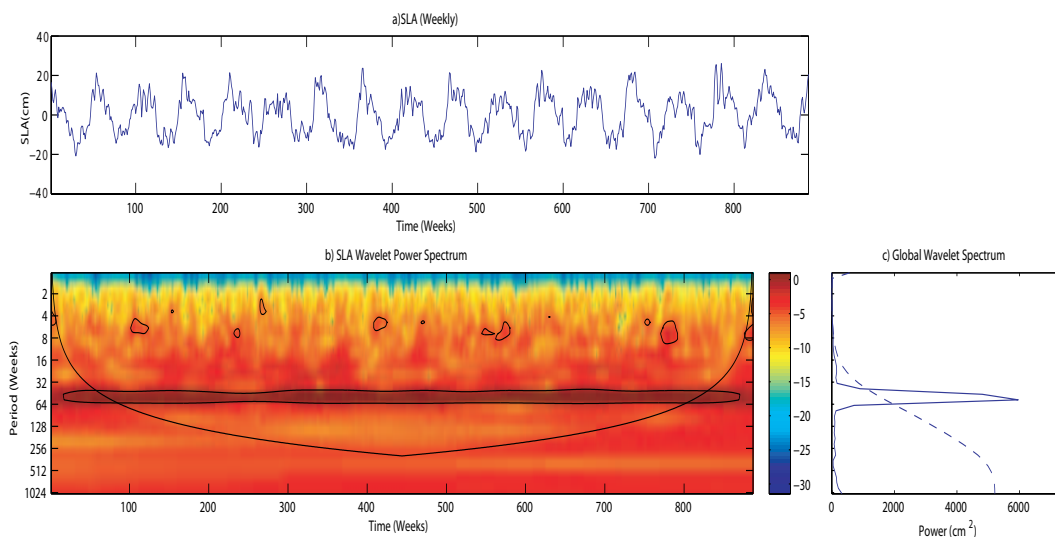 a)SLA (Weekly)
40
20
0
−20
−40
SLA(cm)
100 200 300 400 500 600 700 800
Time (Weeks)
b) SLA Wavelet Power Spectrum
2
4
8
16
32
64
128
256
512
1024
Period (Weeks)
100 200 300 400 500 600 700 800
Time (Weeks)
0
−5
−10
−15
−20
−25
−30
c) Global Wavelet Spectrum
0 2000 4000 6000
Power (cm 2)